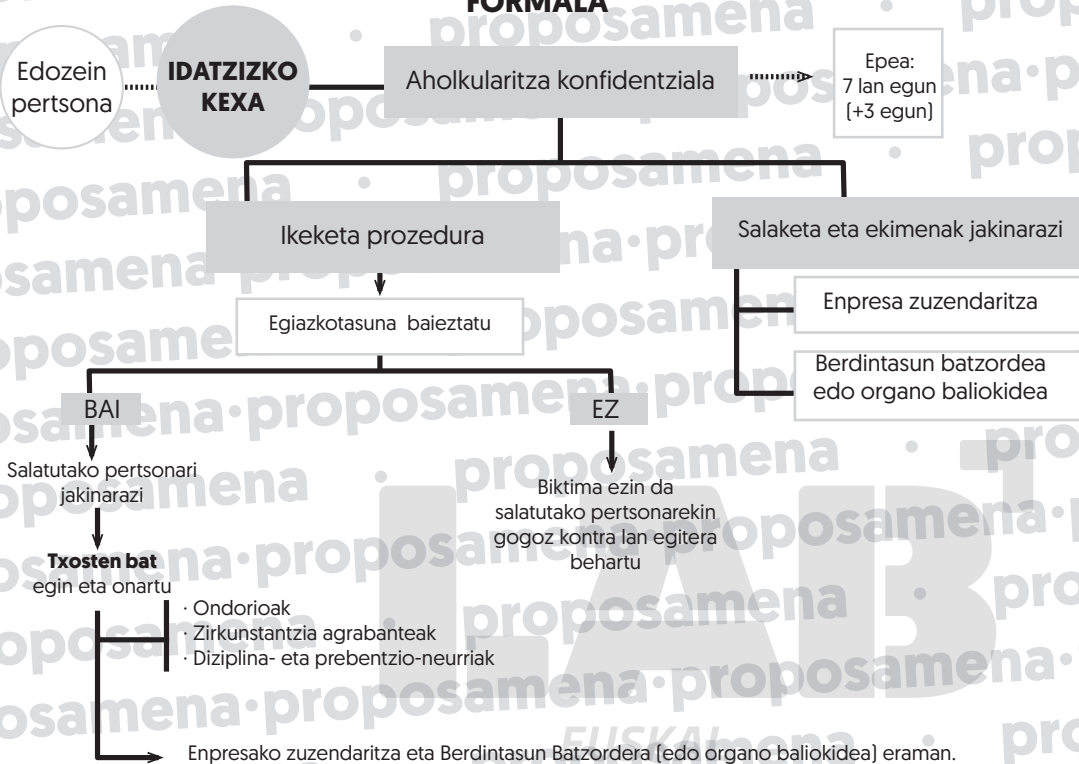 FORMALA
Edozein
pertsona
IDATZIZKO
KEXA
Aholkularitza konfidentziala
Epea:
7 lan egun
(+3 egun)
Ikeketa prozedura
Salaketa eta ekimenak jakinarazi
Egiazkotasuna baieztatu
Enpresa zuzendaritza
Berdintasun batzordea
edo organo baliokidea
BAI
EZ
Salatutako pertsonari
jakinarazi
Biktima ezin da
salatutako pertsonarekin
gogoz kontra lan egitera
behartu
Txosten bat
egin eta onartu
· Ondorioak
· Zirkunstantzia agrabanteak
· Diziplina- eta prebentzio-neurriak
Enpresako zuzendaritza eta Berdintasun Batzordera (edo organo baliokidea) eraman.
proposamena
LAB
EUSKAL